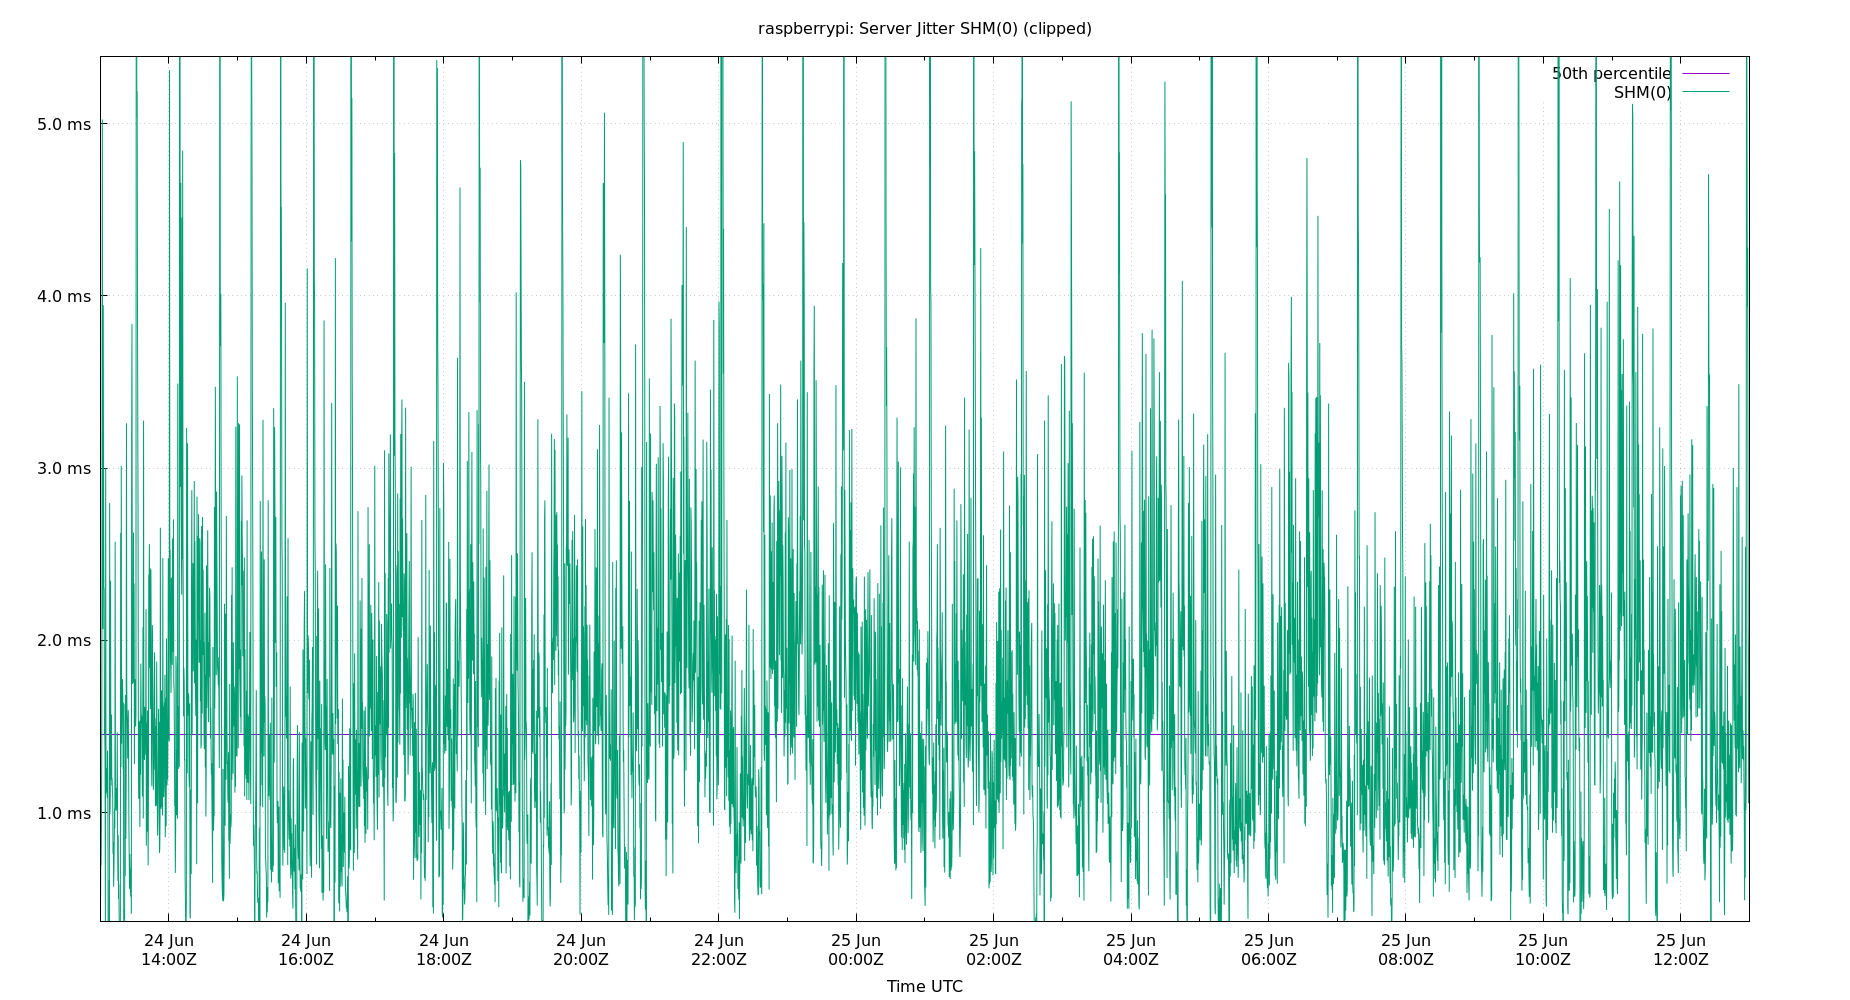 raspberrypi: Server Jitter SHM(0) (clipped)
50th percentile
SHM(0)
5.0 ms
4.0 ms
3.0 ms
2.0 ms
1.0 ms
24 Jun 24 Jun 24 Jun 24 Jun 24 Jun 25 Jun 25 Jun 25 Jun 25 Jun 25 Jun 25 Jun 25 Jun
14:00Z 16:00Z 18:00Z 20:00Z 22:00Z 00:00Z 02:00Z 04:00Z 06:00Z 08:00Z 10:00Z 12:00Z
Time UTC